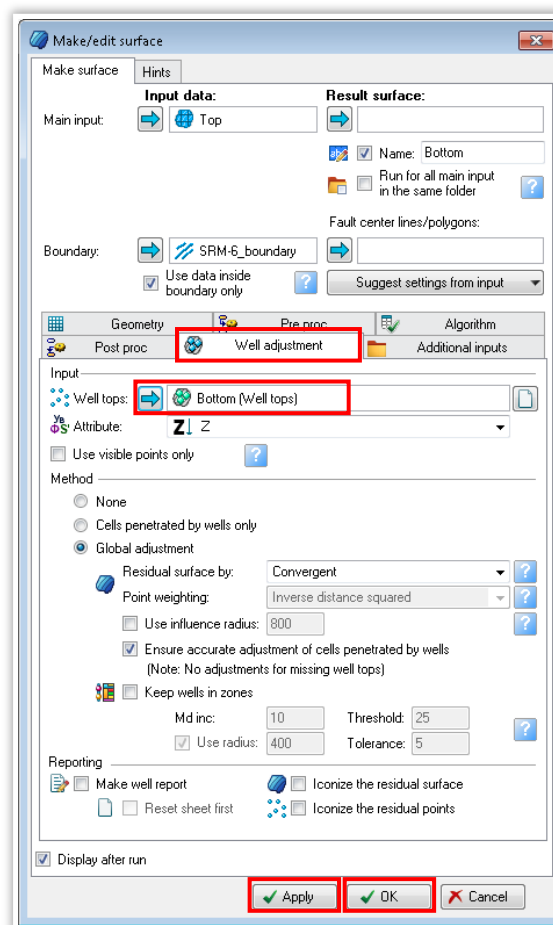 Make/edit surface
Make surface Hints
Input data: Result surface:
Main input: Top
Name: Bottom
Run for all main input
in the same folder
Fault center lines/polygons:
Boundary: SRM-6_boundary
Use data inside
boundary only
Suggest settings from input
Geometry Pre proc Algorithm
Post proc Well adjustment Additional inputs
Input
Well tops: Bottom (Well tops)
Attribute: Z Z
Use visible points only
Method
None
Cells penetrated by wells only
Global adjustment
Residual surface by: Convergent
Point weighting: Inverse distance squared
Use influence radius: 800
Ensure accurate adjustment of cells penetrated by wells
(Note: No adjustments for missing well tops)
Keep wells in zones
Md inc: 10 Threshold: 25
Use radius: 400 Tolerance: 5
Reporting
Make well report Iconize the residual surface
Reset sheet first Iconize the residual points
Display after run
Apply OK Cancel